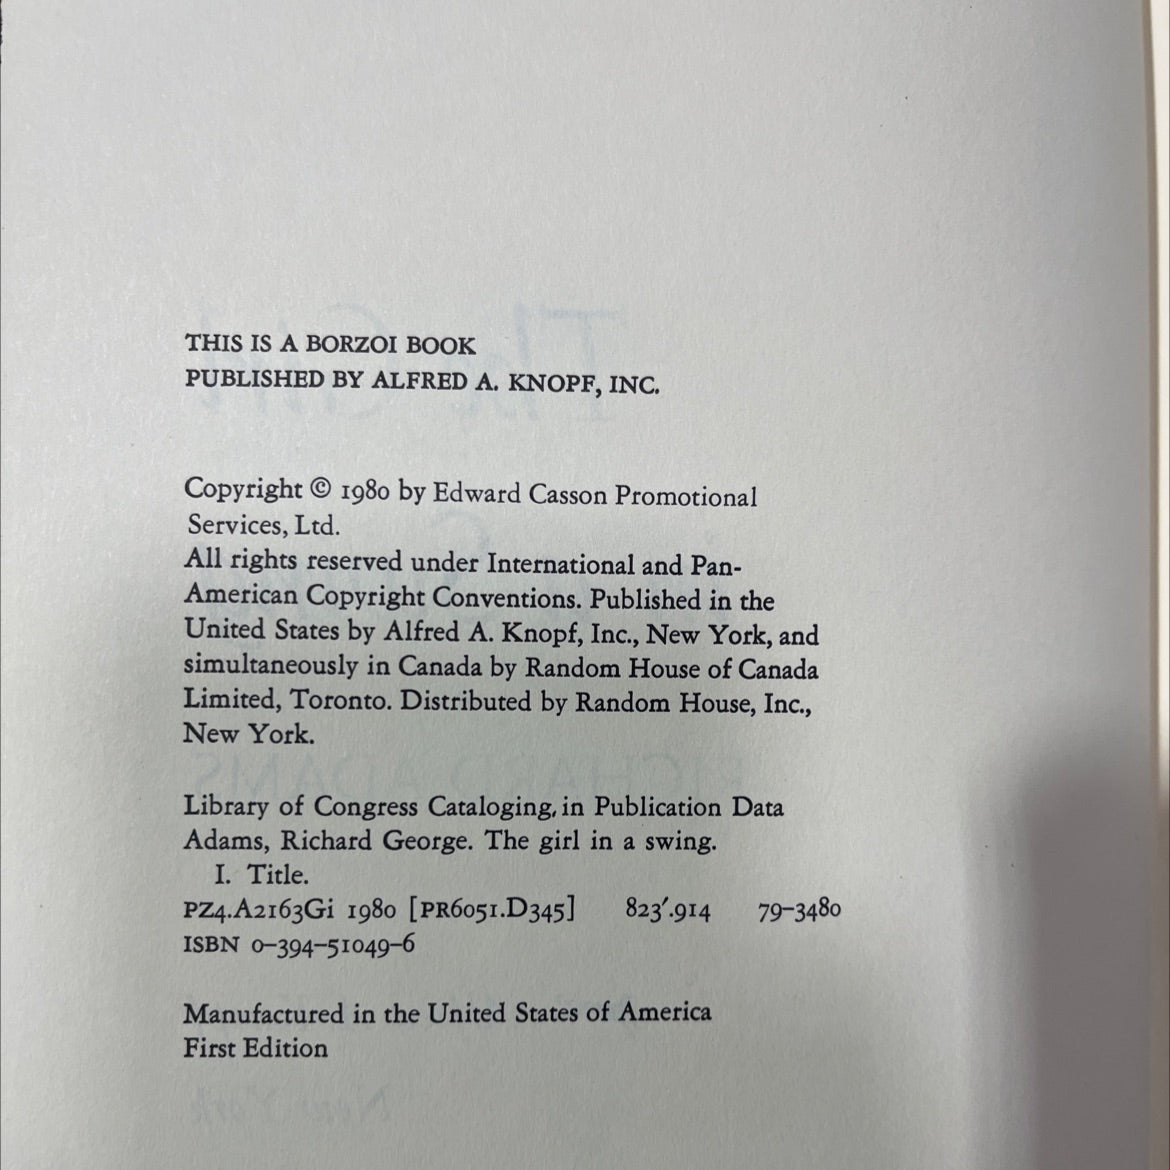 THIS IS A BORZOI BOOK
PUBLISHED BY ALFRED A. KNOPF, INC.
Copyright © 1980 by Edward Casson Promotional
Services, Ltd.
All rights reserved under International and Pan-
American Copyright Conventions. Published in the
United States by Alfred A. Knopf, Inc., New York, and
simultaneously in Canada by Random House of Canada
Limited, Toronto. Distributed by Random House, Inc.,
New York.
Library of Congress Cataloging in Publication Data
Adams, Richard George. The girl in a swing.
I. Title.
PZ4.A2163Gi 1980 [PR6051.D345] 823′.914 79–3480
ISBN 0–394–51049–6
Manufactured in the United States of America
First Edition